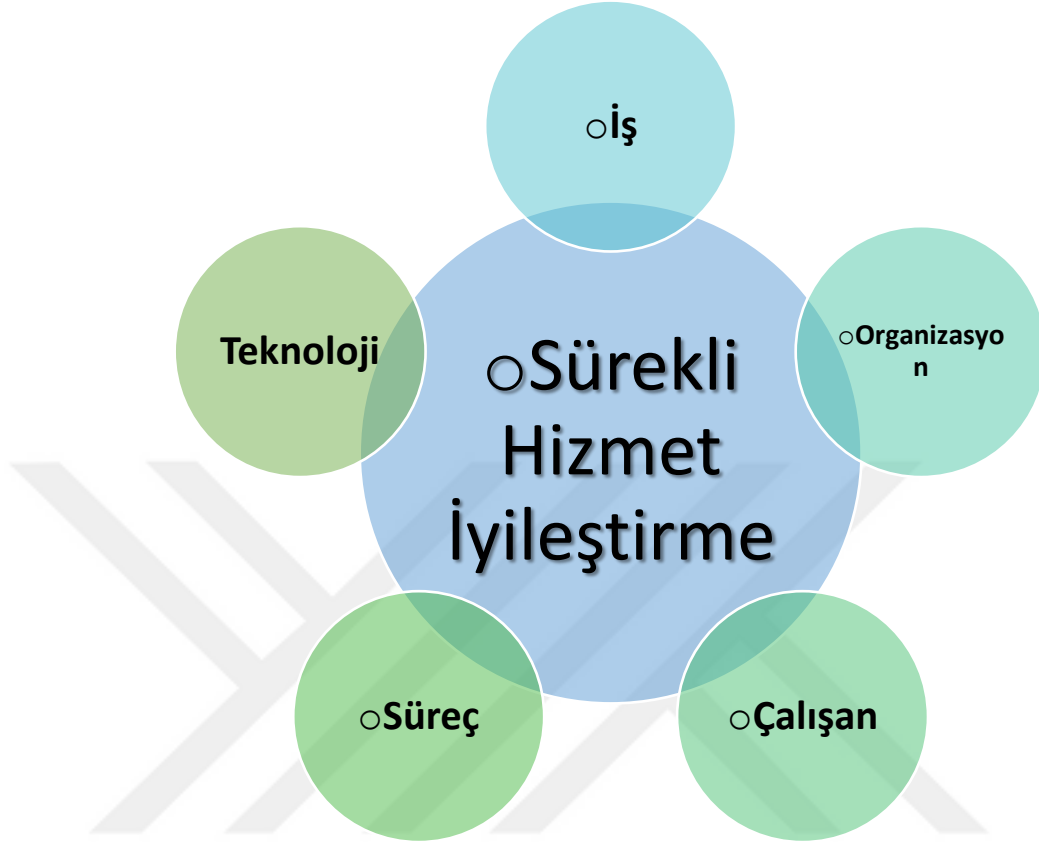 ○İş
Teknoloji
○Organizasyo
n
○Sürekli
Hizmet
İyileştirme
○Süreç
○Çalışan